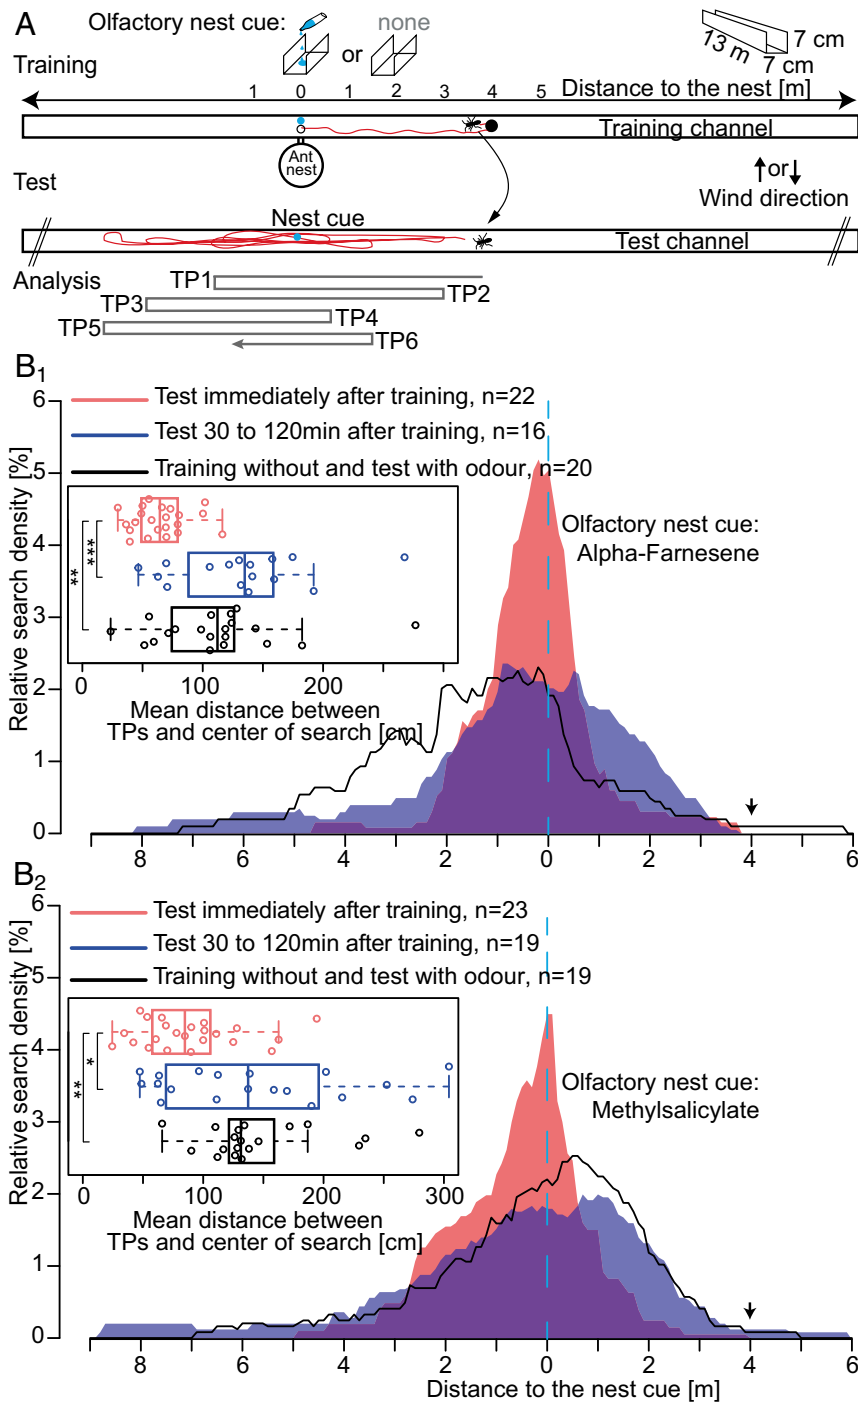 A
Olfactory nest cue:
none
or
Training
13 m
7 cm
7 cm
1 0 1 2 3 4 5 Distance to the nest [m]
Training channel
Ant
nest
Test
or
Wind direction
Nest cue
Test channel
Analysis
TP1
TP2
TP3
TP4
TP5
TP6
B1
Relative search density [%]
6
5
4
3
2
1
0
Test immediately after training, n=22
Test 30 to 120min after training, n=16
Training without and test with odour, n=20
***
**
0 100 200
Mean distance between
TPs and center of search [cm]
Olfactory nest cue:
Alpha-Farnesene
8 6 4 2 0 2 4 6
B2
Relative search density [%]
6
5
4
3
2
1
0
Test immediately after training, n=23
Test 30 to 120min after training, n=19
Training without and test with odour, n=19
*
**
0 100 200 300
Mean distance between
TPs and center of search [cm]
Olfactory nest cue:
Methylsalicylate
8 6 4 2 0 2 4 6
Distance to the nest cue [m]